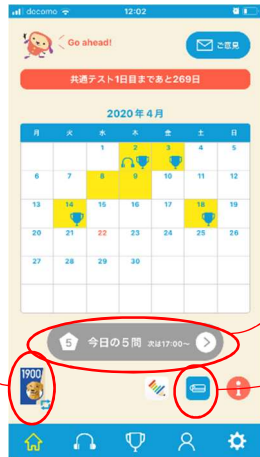 docomo 12:02
Go ahead!
ご意見
共通テスト1日目まであと269日
2020年4月
月 火 水 木 金 土 日
1 2 3 4 5
6 7 8 9 10 11 12
13 14 15 16 17 18 19
20 21 22 23 24 25 26
27 28 29 30
5 今日の5問 次は17:00~
1900